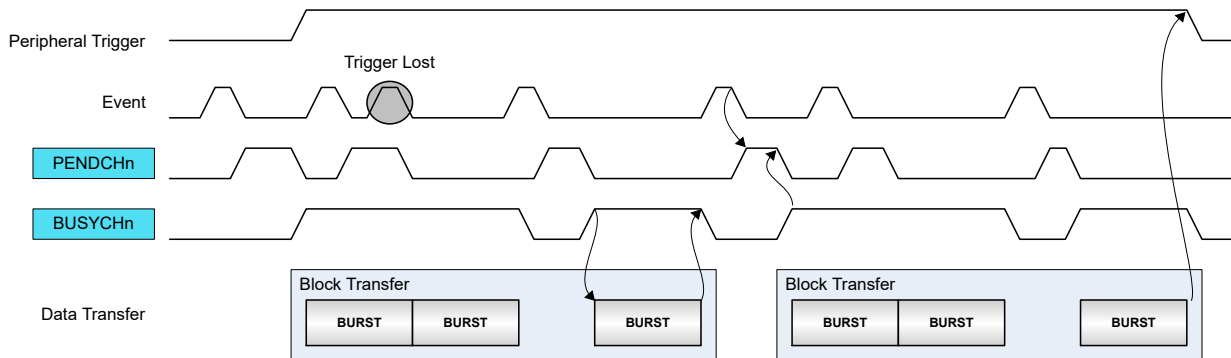 Peripheral Trigger
Trigger Lost
Event
PENDCHn
BUSYCHn
Block Transfer
Block Transfer
Data Transfer
BURST
BURST
BURST
BURST
BURST
BURST